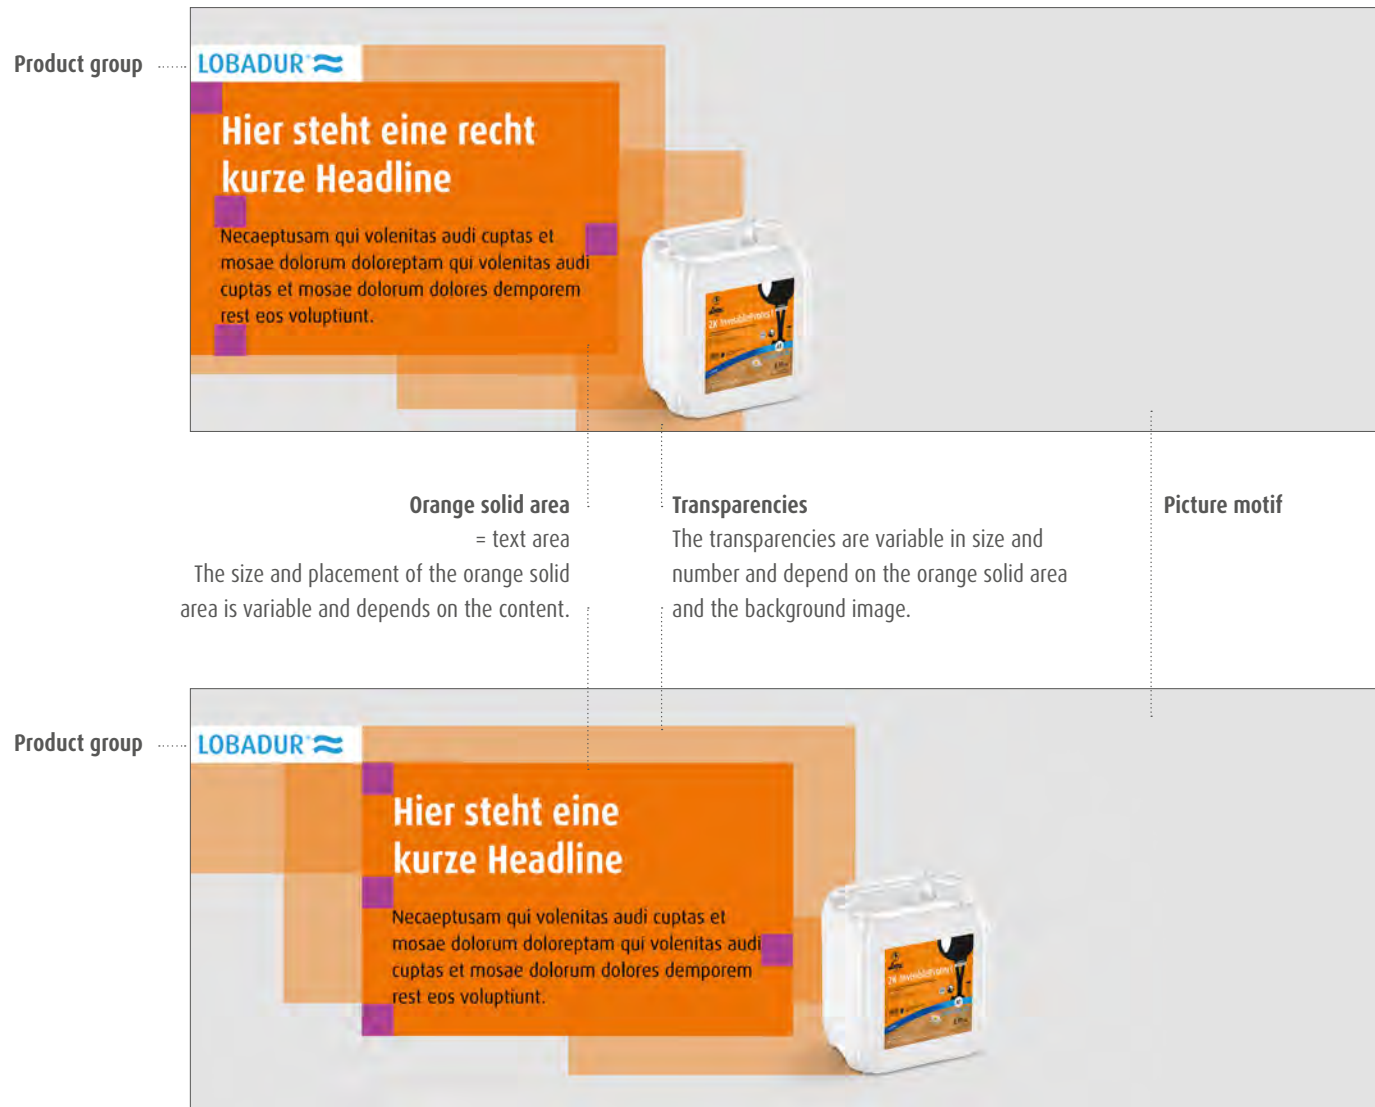 Product group
LOBADUR®
Hier steht eine recht
kurze Headline
Necaeptusam qui volenitas audi cuptas et
mosae dolorum doloreptam qui volenitas audi
cuptas et mosae dolorum dolores demporem
rest eos voluptiunt.
2K InvisibleProtect
Orange solid area
= text area
The size and placement of the orange solid
area is variable and depends on the content.
Transparencies
The transparencies are variable in size and
number and depend on the orange solid area
and the background image.
Picture motif
Product group
LOBADUR®
Hier steht eine
kurze Headline
Necaeptusam qui volenitas audi cuptas et
mosae dolorum doloreptam qui volenitas audi
cuptas et mosae dolorum dolores demporem
rest eos voluptiunt.
2K InvisibleProtect